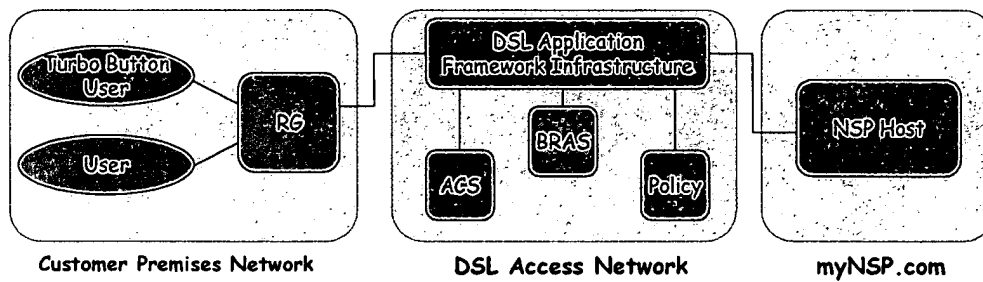 Turbo Button
User
User
RG
DSL Application
Framework Infrastructure
ACS
BRAS
Policy
NSP Host
Customer Premises Network
DSL Access Network
myNSP.com